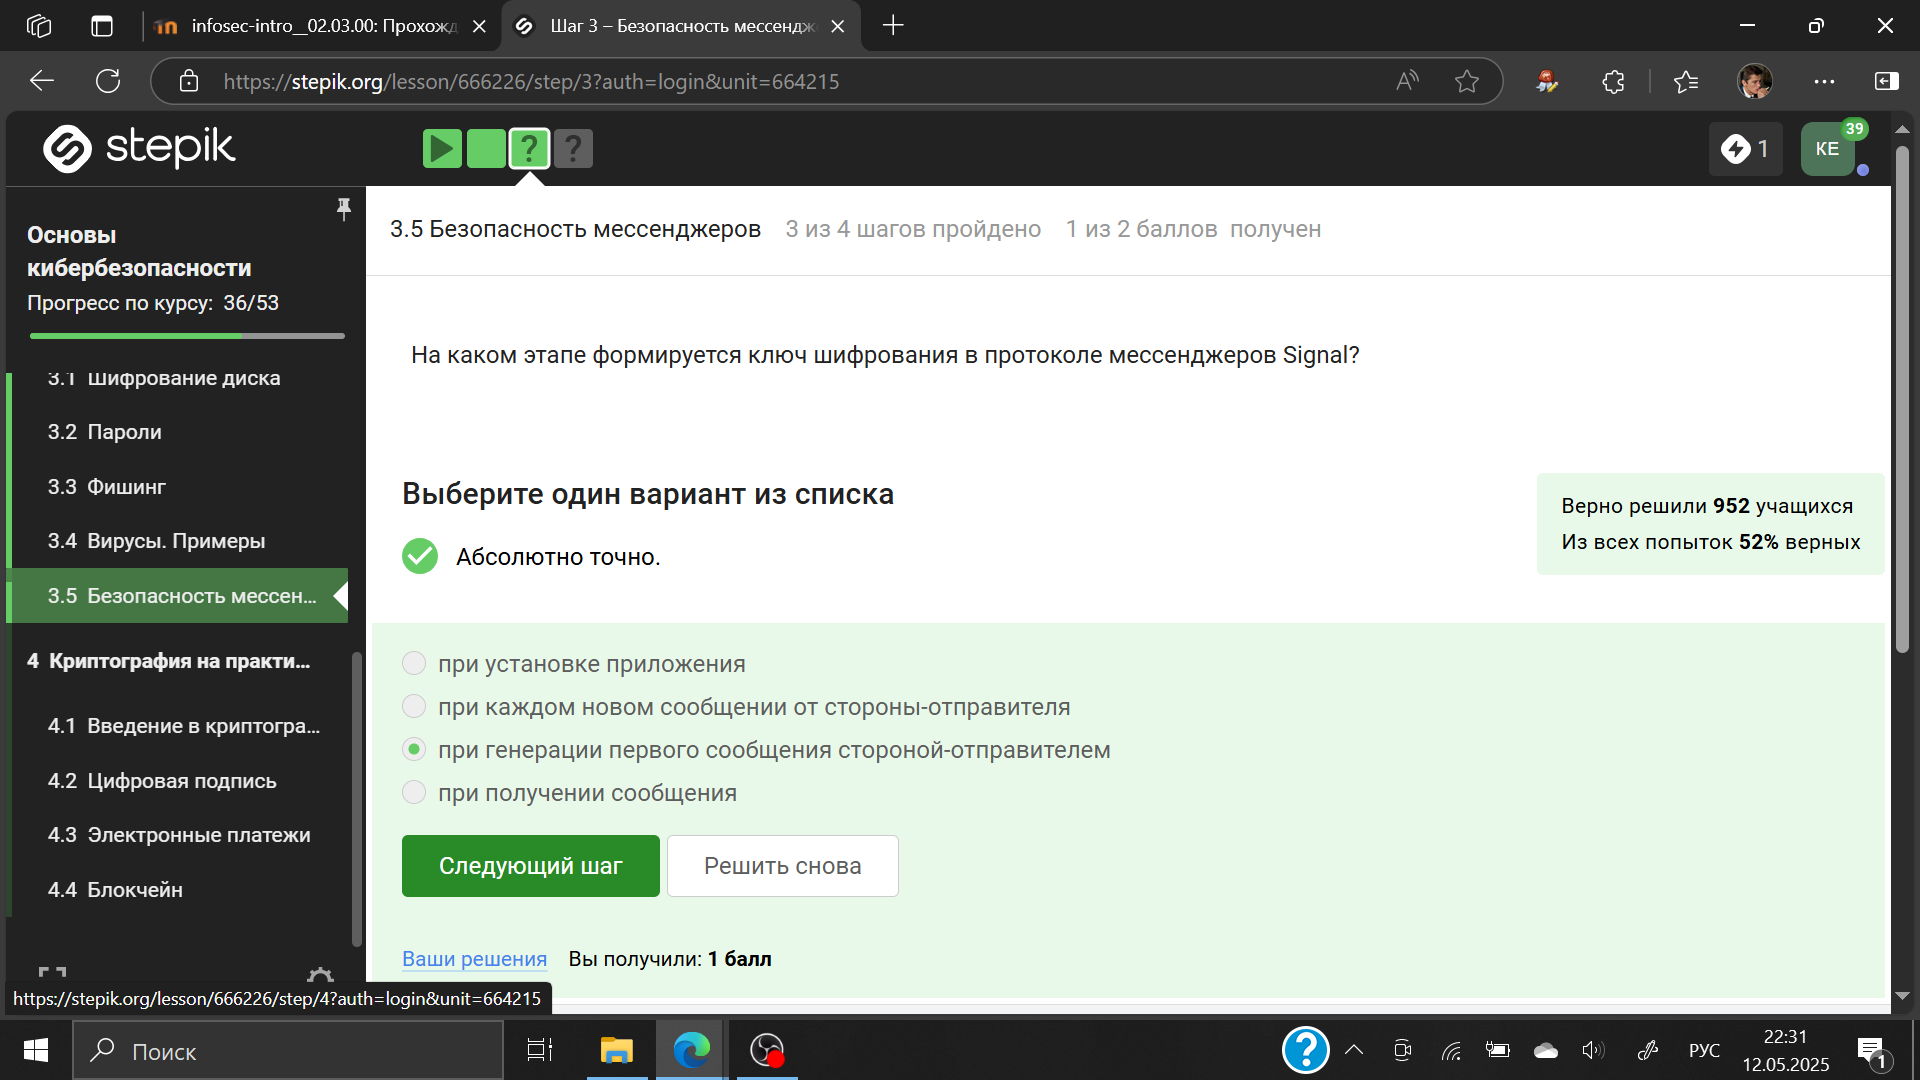 infosec-intro__02.03.00: Прохожд
Шаг 3 – Безопасность мессендж
https://stepik.org/lesson/666226/step/3?auth=login&unit=664215
stepik
? ?
1
KE
39
Основы
кибербезопасности
Прогресс по курсу: 36/53
3.1 Шифрование диска
3.2 Пароли
3.3 Фишинг
3.4 Вирусы. Примеры
3.5 Безопасность мессен...
4 Криптография на практи...
4.1 Введение в криптогра...
4.2 Цифровая подпись
4.3 Электронные платежи
4.4 Блокчейн
3.5 Безопасность мессенджеров 3 из 4 шагов пройдено 1 из 2 баллов получен
На каком этапе формируется ключ шифрования в протоколе мессенджеров Signal?
Выберите один вариант из списка
Абсолютно точно.
Верно решили 952 учащихся
Из всех попыток 52% верных
при установке приложения
при каждом новом сообщении от стороны-отправителя
при генерации первого сообщения стороной-отправителем
при получении сообщения
Следующий шаг
Решить снова
Ваши решения Вы получили: 1 балл
https://stepik.org/lesson/666226/step/4?auth=login&unit=664215
Поиск
?
РУС
22:31
12.05.2025
1